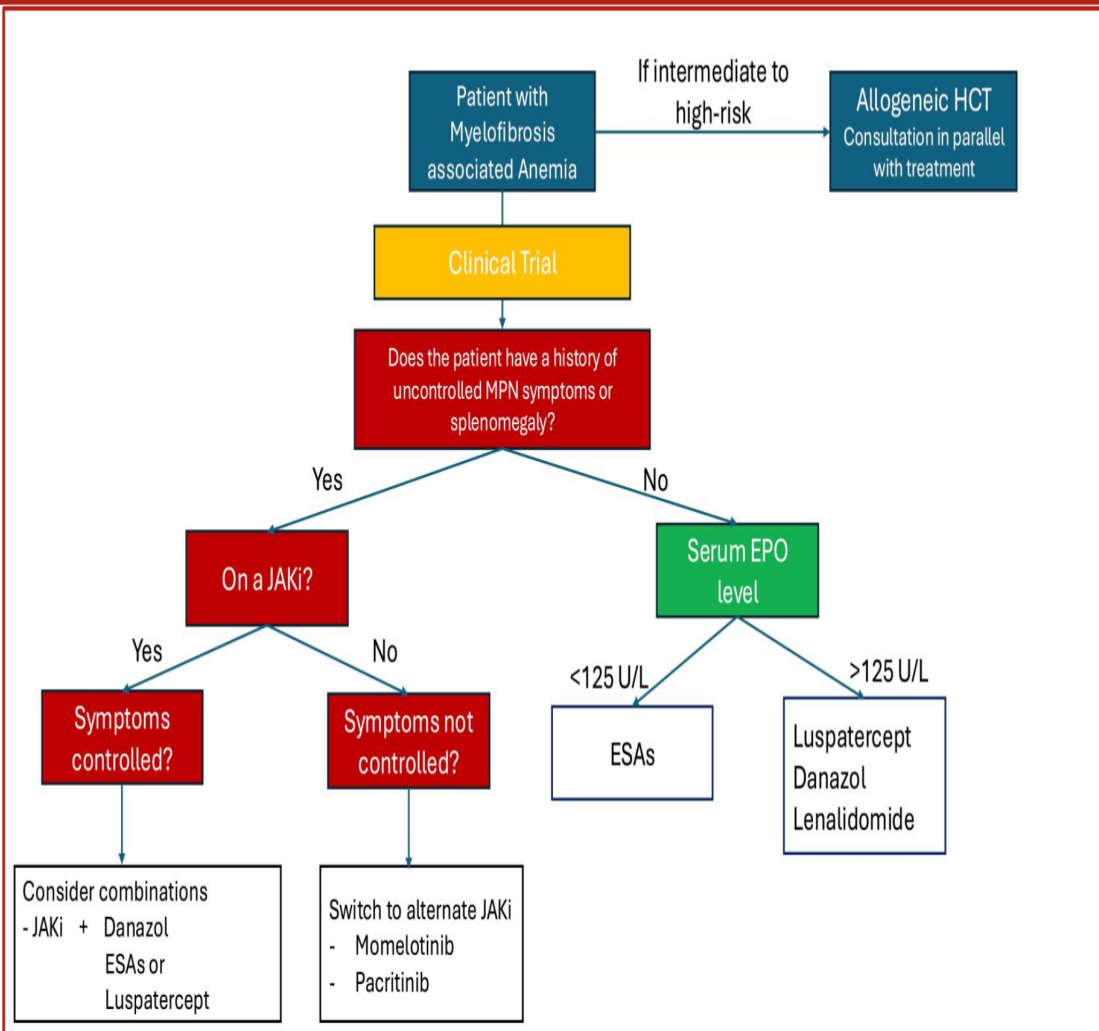 Patient with
Myelofibrosis
associated Anemia
If intermediate to
high-risk
Allogeneic HCT
Consultation in parallel
with treatment
Clinical Trial
Does the patient have a history of
uncontrolled MPN symptoms or
splenomegaly?
Yes
No
On a JAKi?
Serum EPO
level
Yes
No
<125 U/L
>125 U/L
Symptoms
controlled?
Symptoms not
controlled?
ESAs
Luspatercept
Danazol
Lenalidomide
Consider combinations
- JAKi + Danazol
ESAs or
Luspatercept
Switch to alternate JAKi
- Momelotinib
- Pacritinib